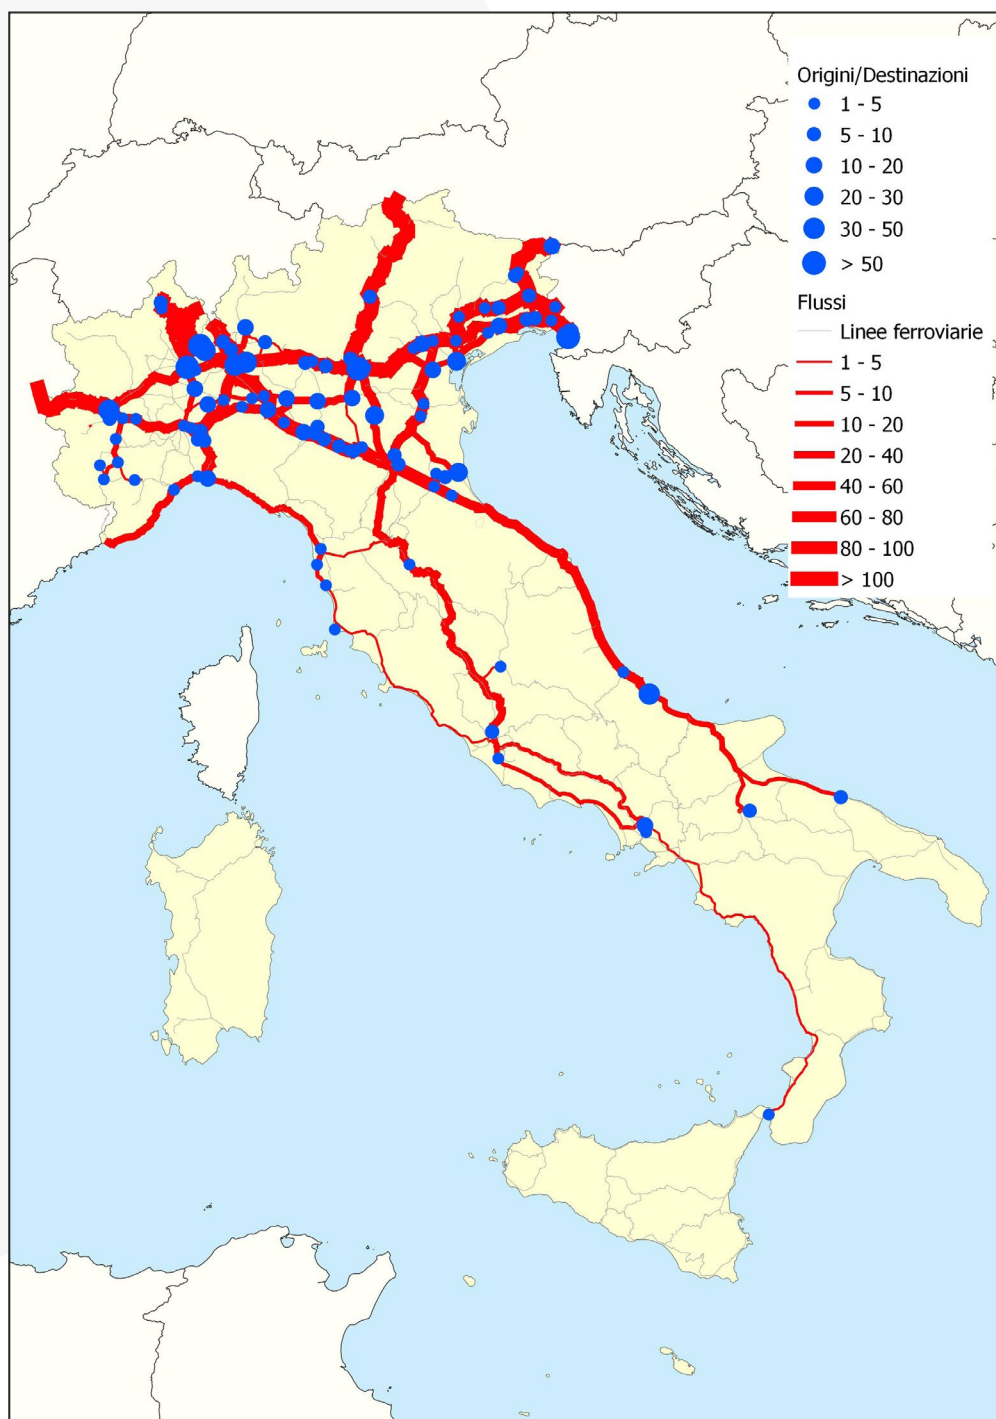 Origini/Destinazioni
1 - 5
5 - 10
10 - 20
20 - 30
30 - 50
> 50
Flussi
Linee ferroviarie
1 - 5
5 - 10
10 - 20
20 - 40
40 - 60
60 - 80
80 - 100
> 100